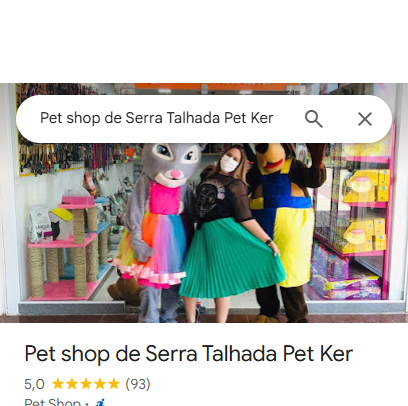 Pet shop de Serra Talhada Pet Ker
Pet shop de Serra Talhada Pet Ker
5,0 (93)
Pet Shop ·